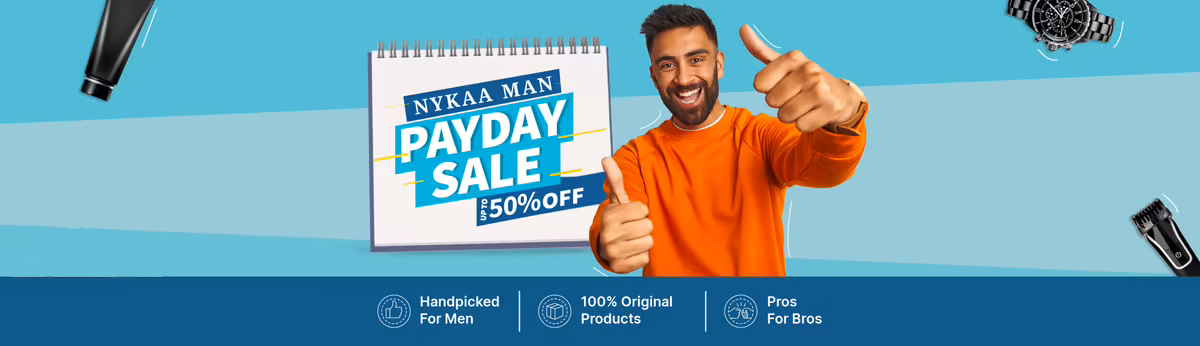 NYKAA MAN
PAYDAY
SALE
UP TO 50% OFF
Handpicked
For Men
100% Original
Products
Pros
For Bros